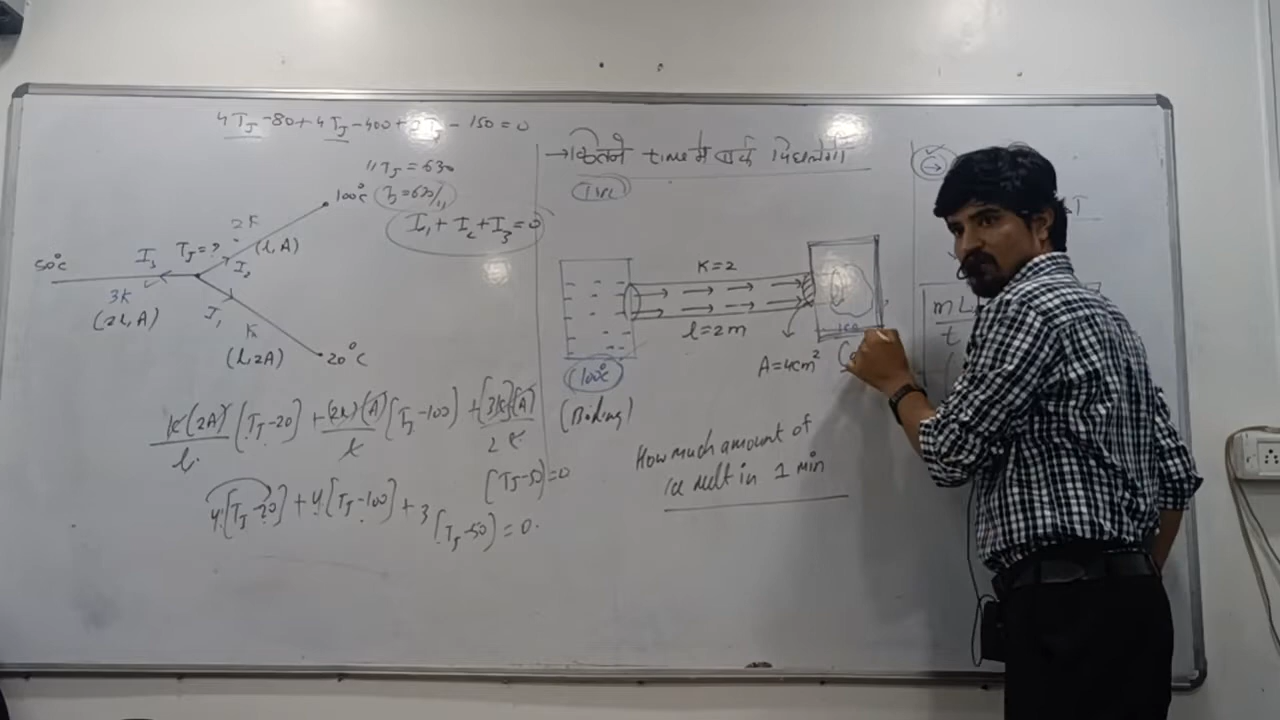 4TJ-80+4TJ-400+3TJ-150=0
11TJ=630
TJ=630/11
I₁+I₂+I₃=0
100°C
2K
(l,A)
TJ=?
I₃
I₂
50°C
3K
(2l,A)
I₁
K
(l,2A)
20°C
K(2A)/l [TJ-20] + (2K)(A)/l [TJ-100] + (3K)(A)/2l
[TJ-50]=0
4[TJ-20]+4[TJ-100]+3
[TJ-50]=0.
→ कितने time में बर्फ पिघलेगी
K=2
l=2m
A=4cm²
ice
(100°C)
(Boiling)
How much amount of
ice melt in 1 min
mL
t